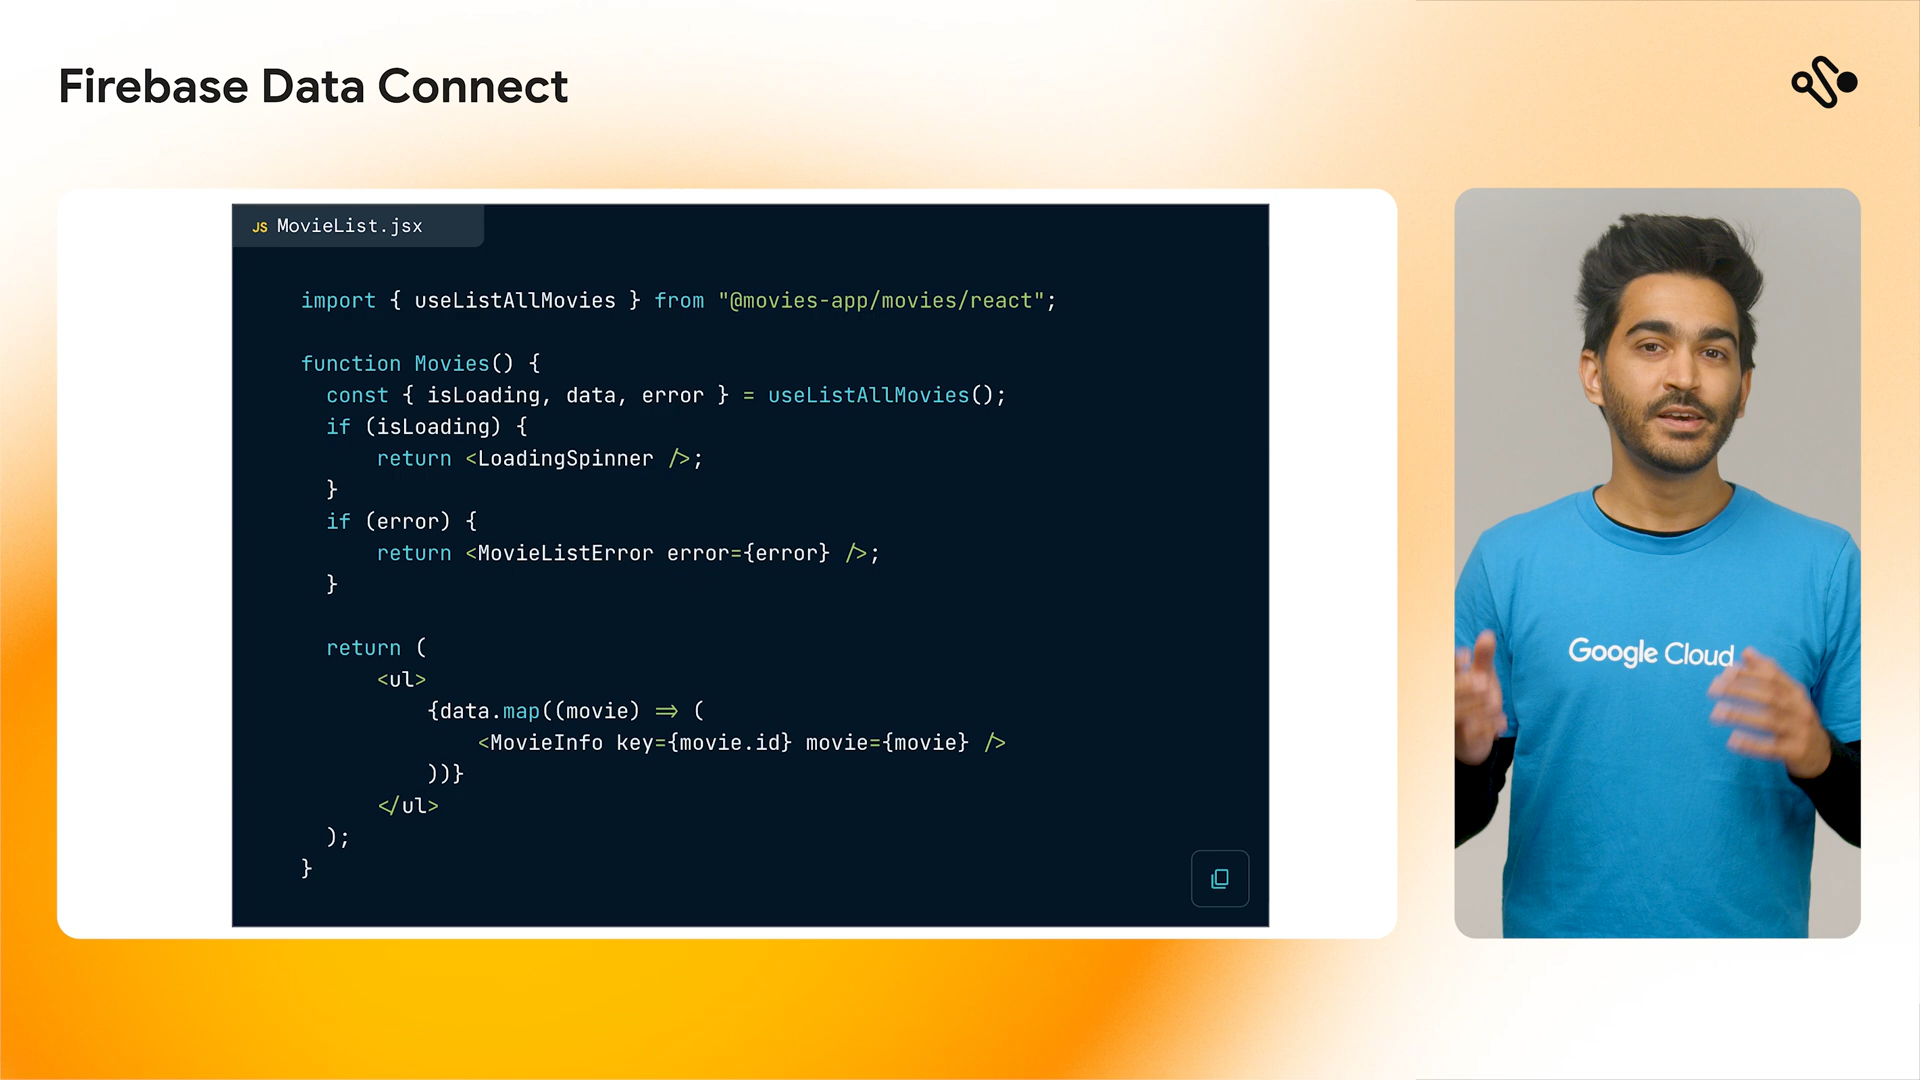 Firebase Data Connect
JS MovieList.jsx
import { useListAllMovies } from "@movies-app/movies/react";
function Movies() {
const { isLoading, data, error } = useListAllMovies();
if (isLoading) {
return <LoadingSpinner />;
}
if (error) {
return <MovieListError error={error} />;
}
return (
<ul>
{data.map((movie) => (
<MovieInfo key={movie.id} movie={movie} />
))}
</ul>
);
}
Google Cloud